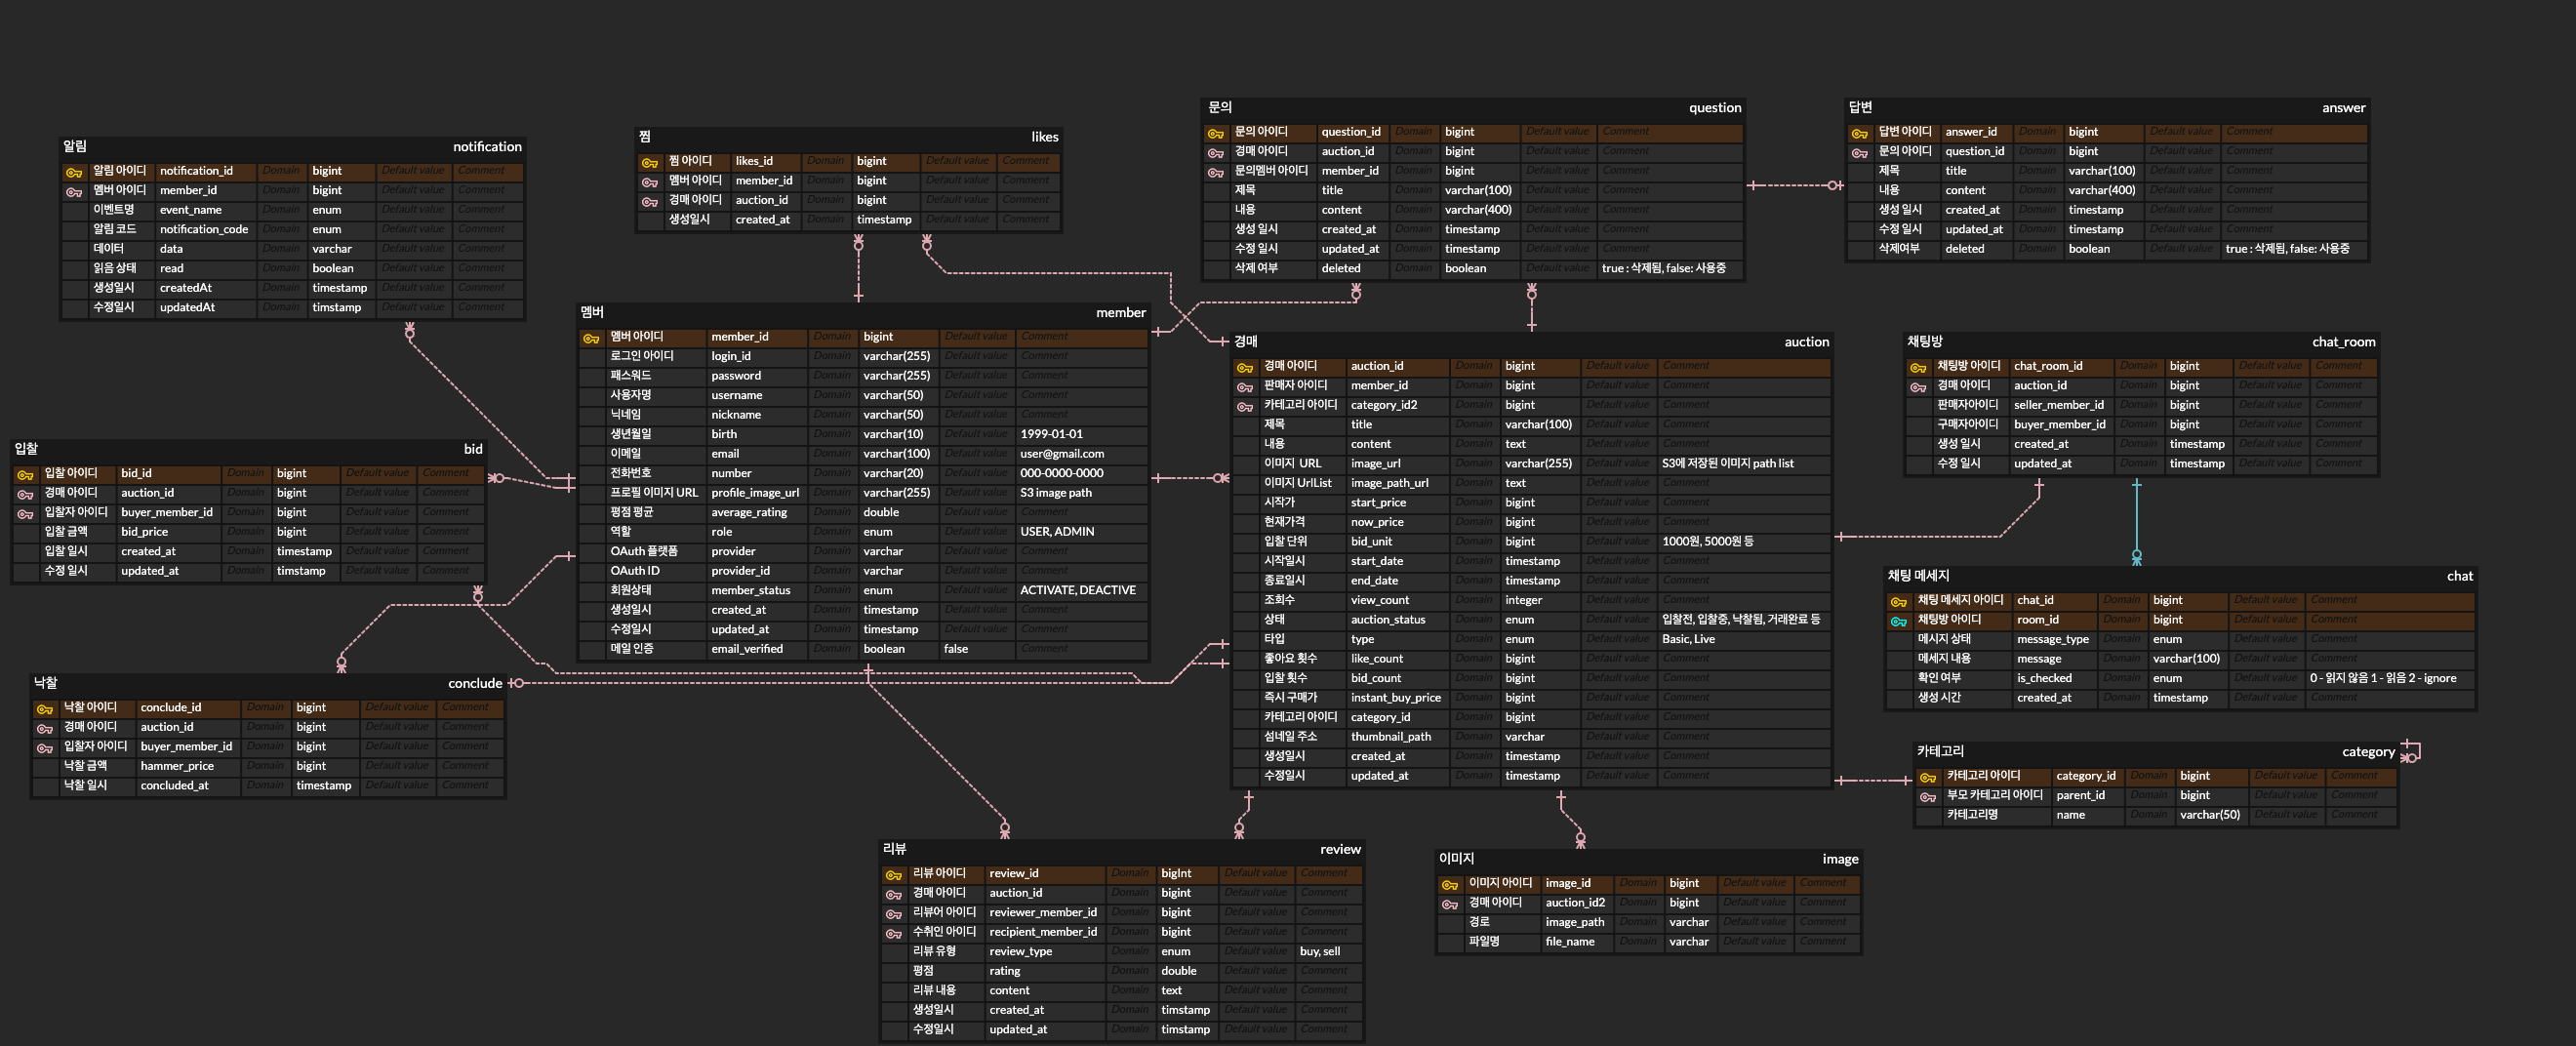 알림 notification
알림 아이디 notification_id Domain bigint Default value Comment
멤버 아이디 member_id Domain bigint Default value Comment
이벤트명 event_name Domain enum Default value Comment
알림 코드 notification_code Domain enum Default value Comment
데이터 data Domain varchar Default value Comment
읽음 상태 read Domain boolean Default value Comment
생성일시 createdAt Domain timestamp Default value Comment
수정일시 updatedAt Domain timstamp Default value Comment
찜 likes
찜 아이디 likes_id Domain bigint Default value Comment
멤버 아이디 member_id Domain bigint Default value Comment
경매 아이디 auction_id Domain bigint Default value Comment
생성일시 created_at Domain timestamp Default value Comment
문의 question
문의 아이디 question_id Domain bigint Default value Comment
경매 아이디 auction_id Domain bigint Default value Comment
문의멤버 아이디 member_id Domain bigint Default value Comment
제목 title Domain varchar(100) Default value Comment
내용 content Domain varchar(400) Default value Comment
생성 일시 created_at Domain timestamp Default value Comment
수정 일시 updated_at Domain timestamp Default value Comment
삭제 여부 deleted Domain boolean Default value true : 삭제됨, false: 사용중
답변 answer
답변 아이디 answer_id Domain bigint Default value Comment
문의 아이디 question_id Domain bigint Default value Comment
제목 title Domain varchar(100) Default value Comment
내용 content Domain varchar(400) Default value Comment
생성 일시 created_at Domain timestamp Default value Comment
수정 일시 updated_at Domain timestamp Default value Comment
삭제여부 deleted Domain boolean Default value true : 삭제됨, false: 사용중
멤버 member
멤버 아이디 member_id Domain bigint Default value Comment
로그인 아이디 login_id Domain varchar(255) Default value Comment
패스워드 password Domain varchar(255) Default value Comment
사용자명 username Domain varchar(50) Default value Comment
닉네임 nickname Domain varchar(50) Default value Comment
생년월일 birth Domain varchar(10) Default value 1999-01-01
이메일 email Domain varchar(100) Default value user@gmail.com
전화번호 number Domain varchar(20) Default value 000-0000-0000
프로필 이미지 URL profile_image_url Domain varchar(255) Default value S3 image path
평점 평균 average_rating Domain double Default value Comment
역할 role Domain enum Default value USER, ADMIN
OAuth 플랫폼 provider Domain varchar Default value Comment
OAuth ID provider_id Domain varchar Default value Comment
회원상태 member_status Domain enum Default value ACTIVATE, DEACTIVE
생성일시 created_at Domain timestamp Default value Comment
수정일시 updated_at Domain timestamp Default value Comment
메일 인증 email_verified Domain boolean false Comment
경매 auction
경매 아이디 auction_id Domain bigint Default value Comment
판매자 아이디 member_id Domain bigint Default value Comment
카테고리 아이디 category_id2 Domain bigint Default value Comment
제목 title Domain varchar(100) Default value Comment
내용 content Domain text Default value Comment
이미지 URL image_url Domain varchar(255) Default value S3에 저장된 이미지 path list
이미지 UrlList image_path_url Domain text Default value Comment
시작가 start_price Domain bigint Default value Comment
현재가격 now_price Domain bigint Default value Comment
입찰 단위 bid_unit Domain bigint Default value 1000원, 5000원 등
시작일시 start_date Domain timestamp Default value Comment
종료일시 end_date Domain timestamp Default value Comment
조회수 view_count Domain integer Default value Comment
상태 auction_status Domain enum Default value 입찰전, 입찰중, 낙찰됨, 거래완료 등
타입 type Domain enum Default value Basic, Live
좋아요 횟수 like_count Domain bigint Default value Comment
입찰 횟수 bid_count Domain bigint Default value Comment
즉시 구매가 instant_buy_price Domain bigint Default value Comment
카테고리 아이디 category_id Domain bigint Default value Comment
섬네일 주소 thumbnail_path Domain varchar Default value Comment
생성일시 created_at Domain timestamp Default value Comment
수정일시 updated_at Domain timestamp Default value Comment
채팅방 chat_room
채팅방 아이디 chat_room_id Domain bigint Default value Comment
경매 아이디 auction_id Domain bigint Default value Comment
판매자아이디 seller_member_id Domain bigint Default value Comment
구매자아이디 buyer_member_id Domain bigint Default value Comment
생성 일시 created_at Domain timestamp Default value Comment
수정 일시 updated_at Domain timestamp Default value Comment
입찰 bid
입찰 아이디 bid_id Domain bigint Default value Comment
경매 아이디 auction_id Domain bigint Default value Comment
입찰자 아이디 buyer_member_id Domain bigint Default value Comment
입찰 금액 bid_price Domain bigint Default value Comment
입찰 일시 created_at Domain timestamp Default value Comment
수정 일시 updated_at Domain timstamp Default value Comment
채팅 메세지 chat
채팅 메세지 아이디 chat_id Domain bigint Default value Comment
채팅방 아이디 room_id Domain bigint Default value Comment
메시지 상태 message_type Domain enum Default value Comment
메세지 내용 message Domain varchar(100) Default value Comment
확인 여부 is_checked Domain enum Default value 0 - 읽지 않음 1 - 읽음 2 - ignore
생성 시간 created_at Domain timestamp Default value Comment
낙찰 conclude
낙찰 아이디 conclude_id Domain bigint Default value Comment
경매 아이디 auction_id Domain bigint Default value Comment
입찰자 아이디 buyer_member_id Domain bigint Default value Comment
낙찰 금액 hammer_price Domain bigint Default value Comment
낙찰 일시 concluded_at Domain timestamp Default value Comment
카테고리 category
카테고리 아이디 category_id Domain bigint Default value Comment
부모 카테고리 아이디 parent_id Domain bigint Default value Comment
카테고리명 name Domain varchar(50) Default value Comment
리뷰 review
리뷰 아이디 review_id Domain bigInt Default value Comment
경매 아이디 auction_id Domain bigint Default value Comment
리뷰어 아이디 reviewer_member_id Domain bigint Default value Comment
수취인 아이디 recipient_member_id Domain bigint Default value Comment
리뷰 유형 review_type Domain enum Default value buy, sell
평점 rating Domain double Default value Comment
리뷰 내용 content Domain text Default value Comment
생성일시 created_at Domain timstamp Default value Comment
수정일시 updated_at Domain timstamp Default value Comment
이미지 image
이미지 아이디 image_id Domain bigint Default value Comment
경매 아이디 auction_id2 Domain bigint Default value Comment
경로 image_path Domain varchar Default value Comment
파일명 file_name Domain varchar Default value Comment